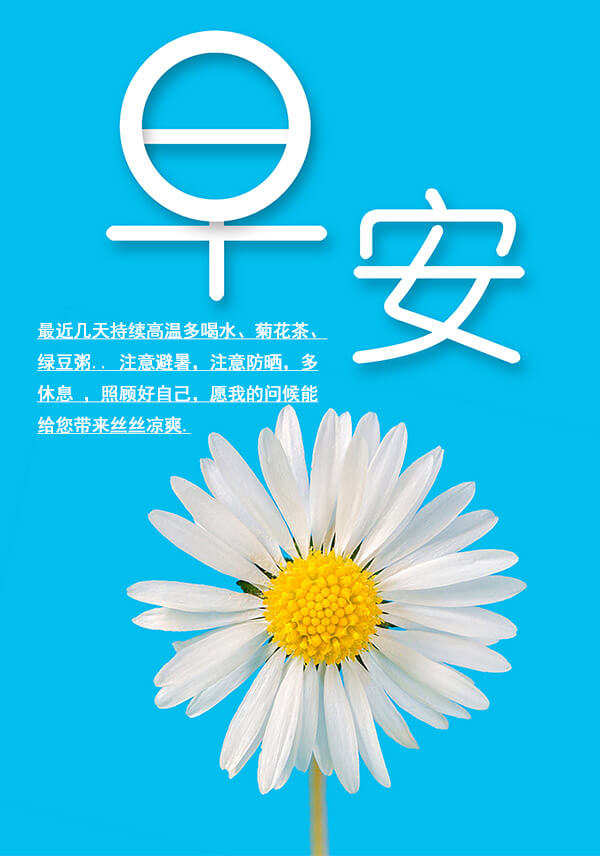 早安
最近几天持续高温多喝水、菊花茶、
绿豆粥.. 注意避暑，注意防晒，多
休息 ，照顾好自己，愿我的问候能
给您带来丝丝凉爽.